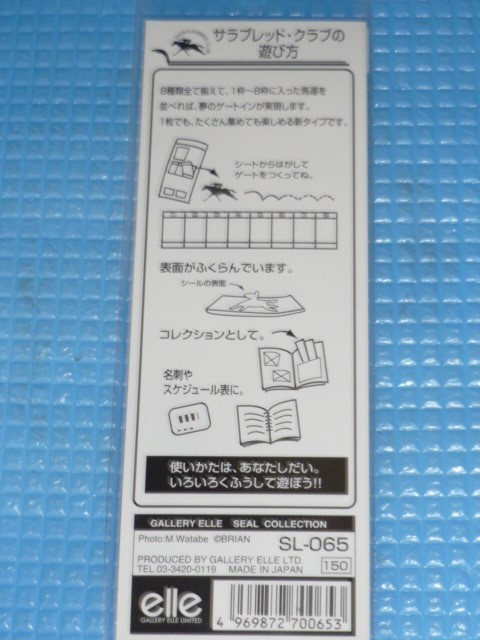 サラブレッド・クラブの
遊び方
8種類全て揃えて、1枠〜8枠に入った馬達を
並べれば、夢のゲートインが実現します。
1枚でも、たくさん集めても楽しめる新タイプです。
シートからはがして
ゲートをつくってね。
表面がふくらんでいます。
シールの表面
コレクションとして。
名刺や
スケジュール表に。
使いかたは、あなたしだい。
いろいろくふうして遊ぼう!!
GALLERY ELLE SEAL COLLECTION
Photo:M.Watabe ©BRIAN
SL-065
PRODUCED BY GALLERY ELLE LTD.
TEL.03-3420-0119 MADE IN JAPAN
150
elle
GALLERY ELLE LIMITED
4 969872 700653